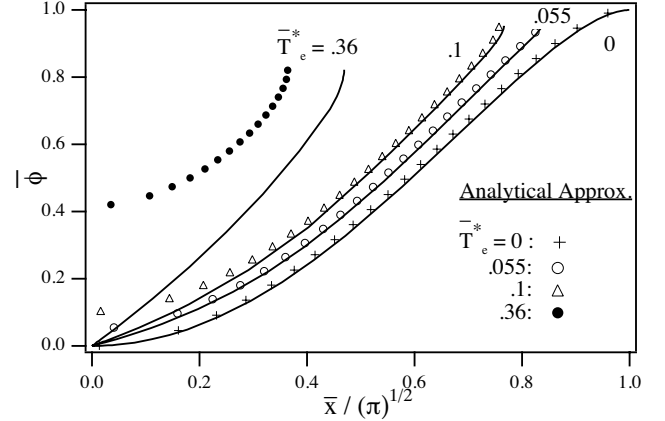 1.0
0.8
0.6
0.4
0.2
0.0
ϕ̅
0.0 0.2 0.4 0.6 0.8 1.0
x̅ / (π)^1/2
T̅*e = .36
.1
.055
0
Analytical Approx.
T̅*e = 0 : +
.055: ○
.1: △
.36: ●